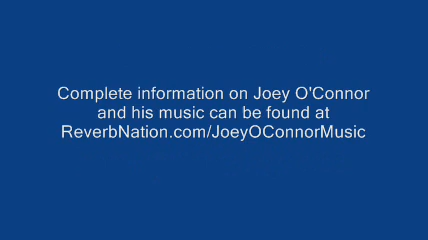 Complete information on Joey O'Connor
and his music can be found at
ReverbNation.com/JoeyOConnorMusic